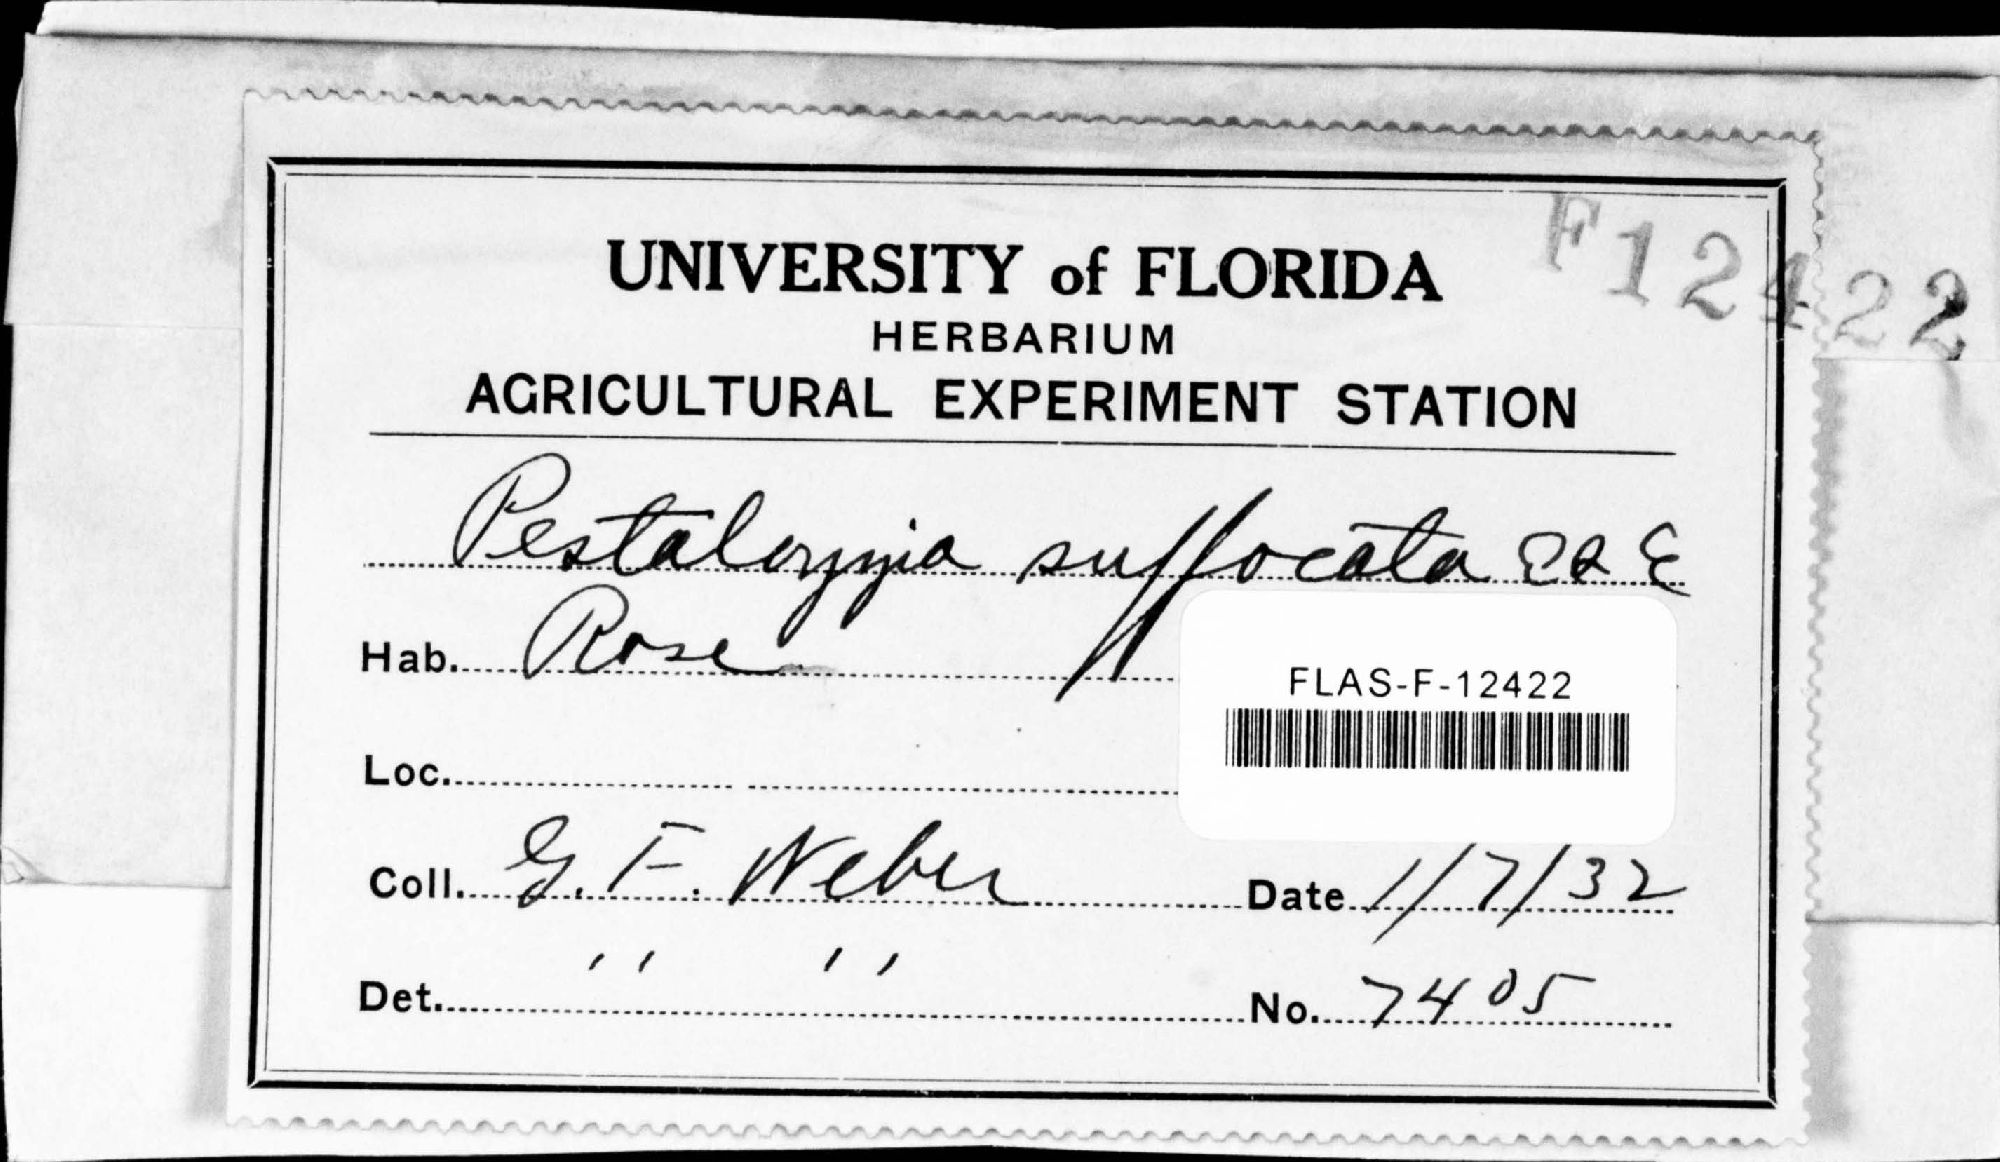 F12422
UNIVERSITY of FLORIDA
HERBARIUM
AGRICULTURAL EXPERIMENT STATION
Pestalozzia suffocata E & E
Hab. Rose
FLAS-F-12422
Loc.
Coll. G. F. Weber Date 1/7/32
Det. " " No. 7405